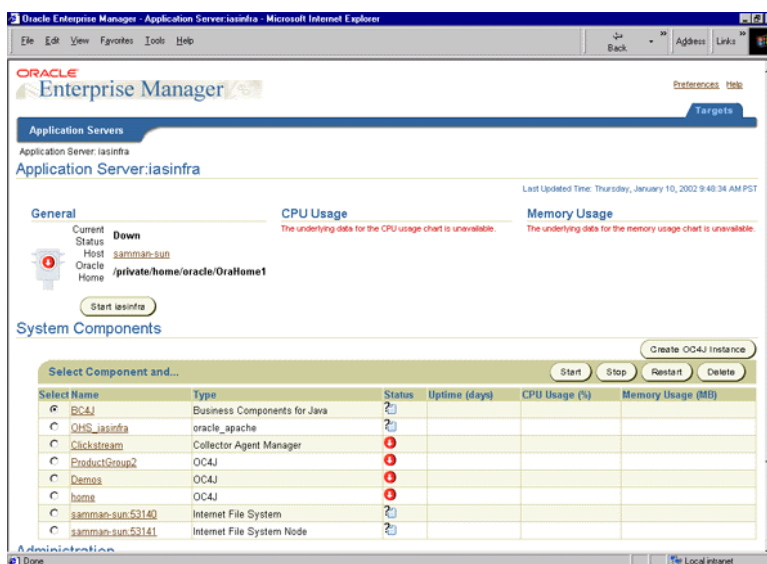 Oracle Enterprise Manager - Application Server:iasinfra - Microsoft Internet Explorer
File Edit View Favorites Tools Help
Back
Address Links
ORACLE
Enterprise Manager
Preferences Help
Targets
Application Servers
Application Server: iasinfra
Application Server:iasinfra
Last Updated Time: Thursday, January 10, 2002 9:48:34 AM PST
General
CPU Usage
Memory Usage
The underlying data for the CPU usage chart is unavailable.
The underlying data for the memory usage chart is unavailable.
Current Status Down
Host samman-sun
Oracle Home /private/home/oracle/OraHome1
Start iasinfra
System Components
Create OC4J Instance
Select Component and...
Start Stop Restart Delete
Select Name Type Status Uptime (days) CPU Usage (%) Memory Usage (MB)
BC4J Business Components for Java
OHS_iasinfra oracle_apache
Clickstream Collector Agent Manager
ProductGroup2 OC4J
Demos OC4J
home OC4J
samman-sun:53140 Internet File System
samman-sun:53141 Internet File System Node
Administration
Done
Local intranet